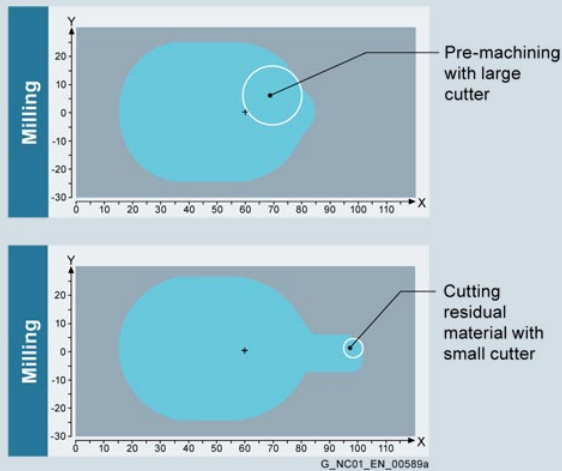 Milling
Y
20
10
0
-10
-20
-30
0 10 20 30 40 50 60 70 80 90 100 110
X
Pre-machining
with large
cutter
Milling
Y
20
10
0
-10
-20
-30
0 10 20 30 40 50 60 70 80 90 100 110
X
Cutting
residual
material with
small cutter
G_NC01_EN_00589a